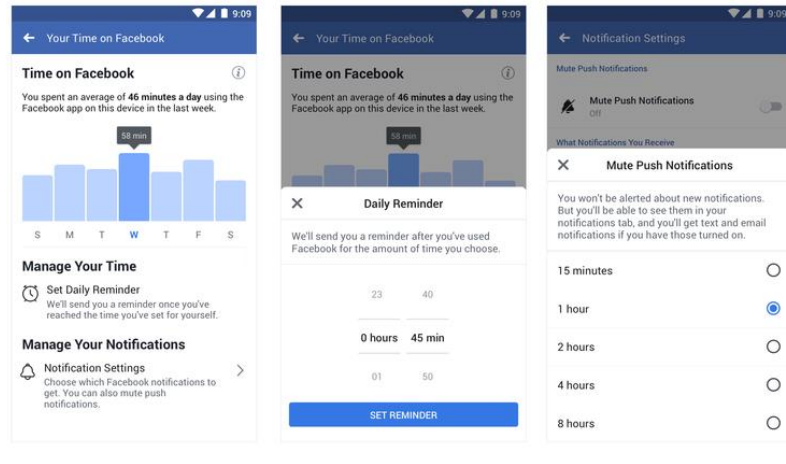 9:09
Your Time on Facebook
Time on Facebook
You spent an average of 46 minutes a day using the
Facebook app on this device in the last week.
58 min
S M T W T F S
Manage Your Time
Set Daily Reminder
We'll send you a reminder once you've
reached the time you've set for yourself.
Manage Your Notifications
Notification Settings
Choose which Facebook notifications to
get. You can also mute push
notifications.
9:09
Your Time on Facebook
Time on Facebook
You spent an average of 46 minutes a day using the
Facebook app on this device in the last week.
58 min
Daily Reminder
We'll send you a reminder after you've used
Facebook for the amount of time you choose.
23 40
0 hours 45 min
01 50
SET REMINDER
9:09
Notification Settings
Mute Push Notifications
Mute Push Notifications
Off
What Notifications You Receive
Mute Push Notifications
You won't be alerted about new notifications.
But you'll be able to see them in your
notifications tab, and you'll get text and email
notifications if you have those turned on.
15 minutes
1 hour
2 hours
4 hours
8 hours